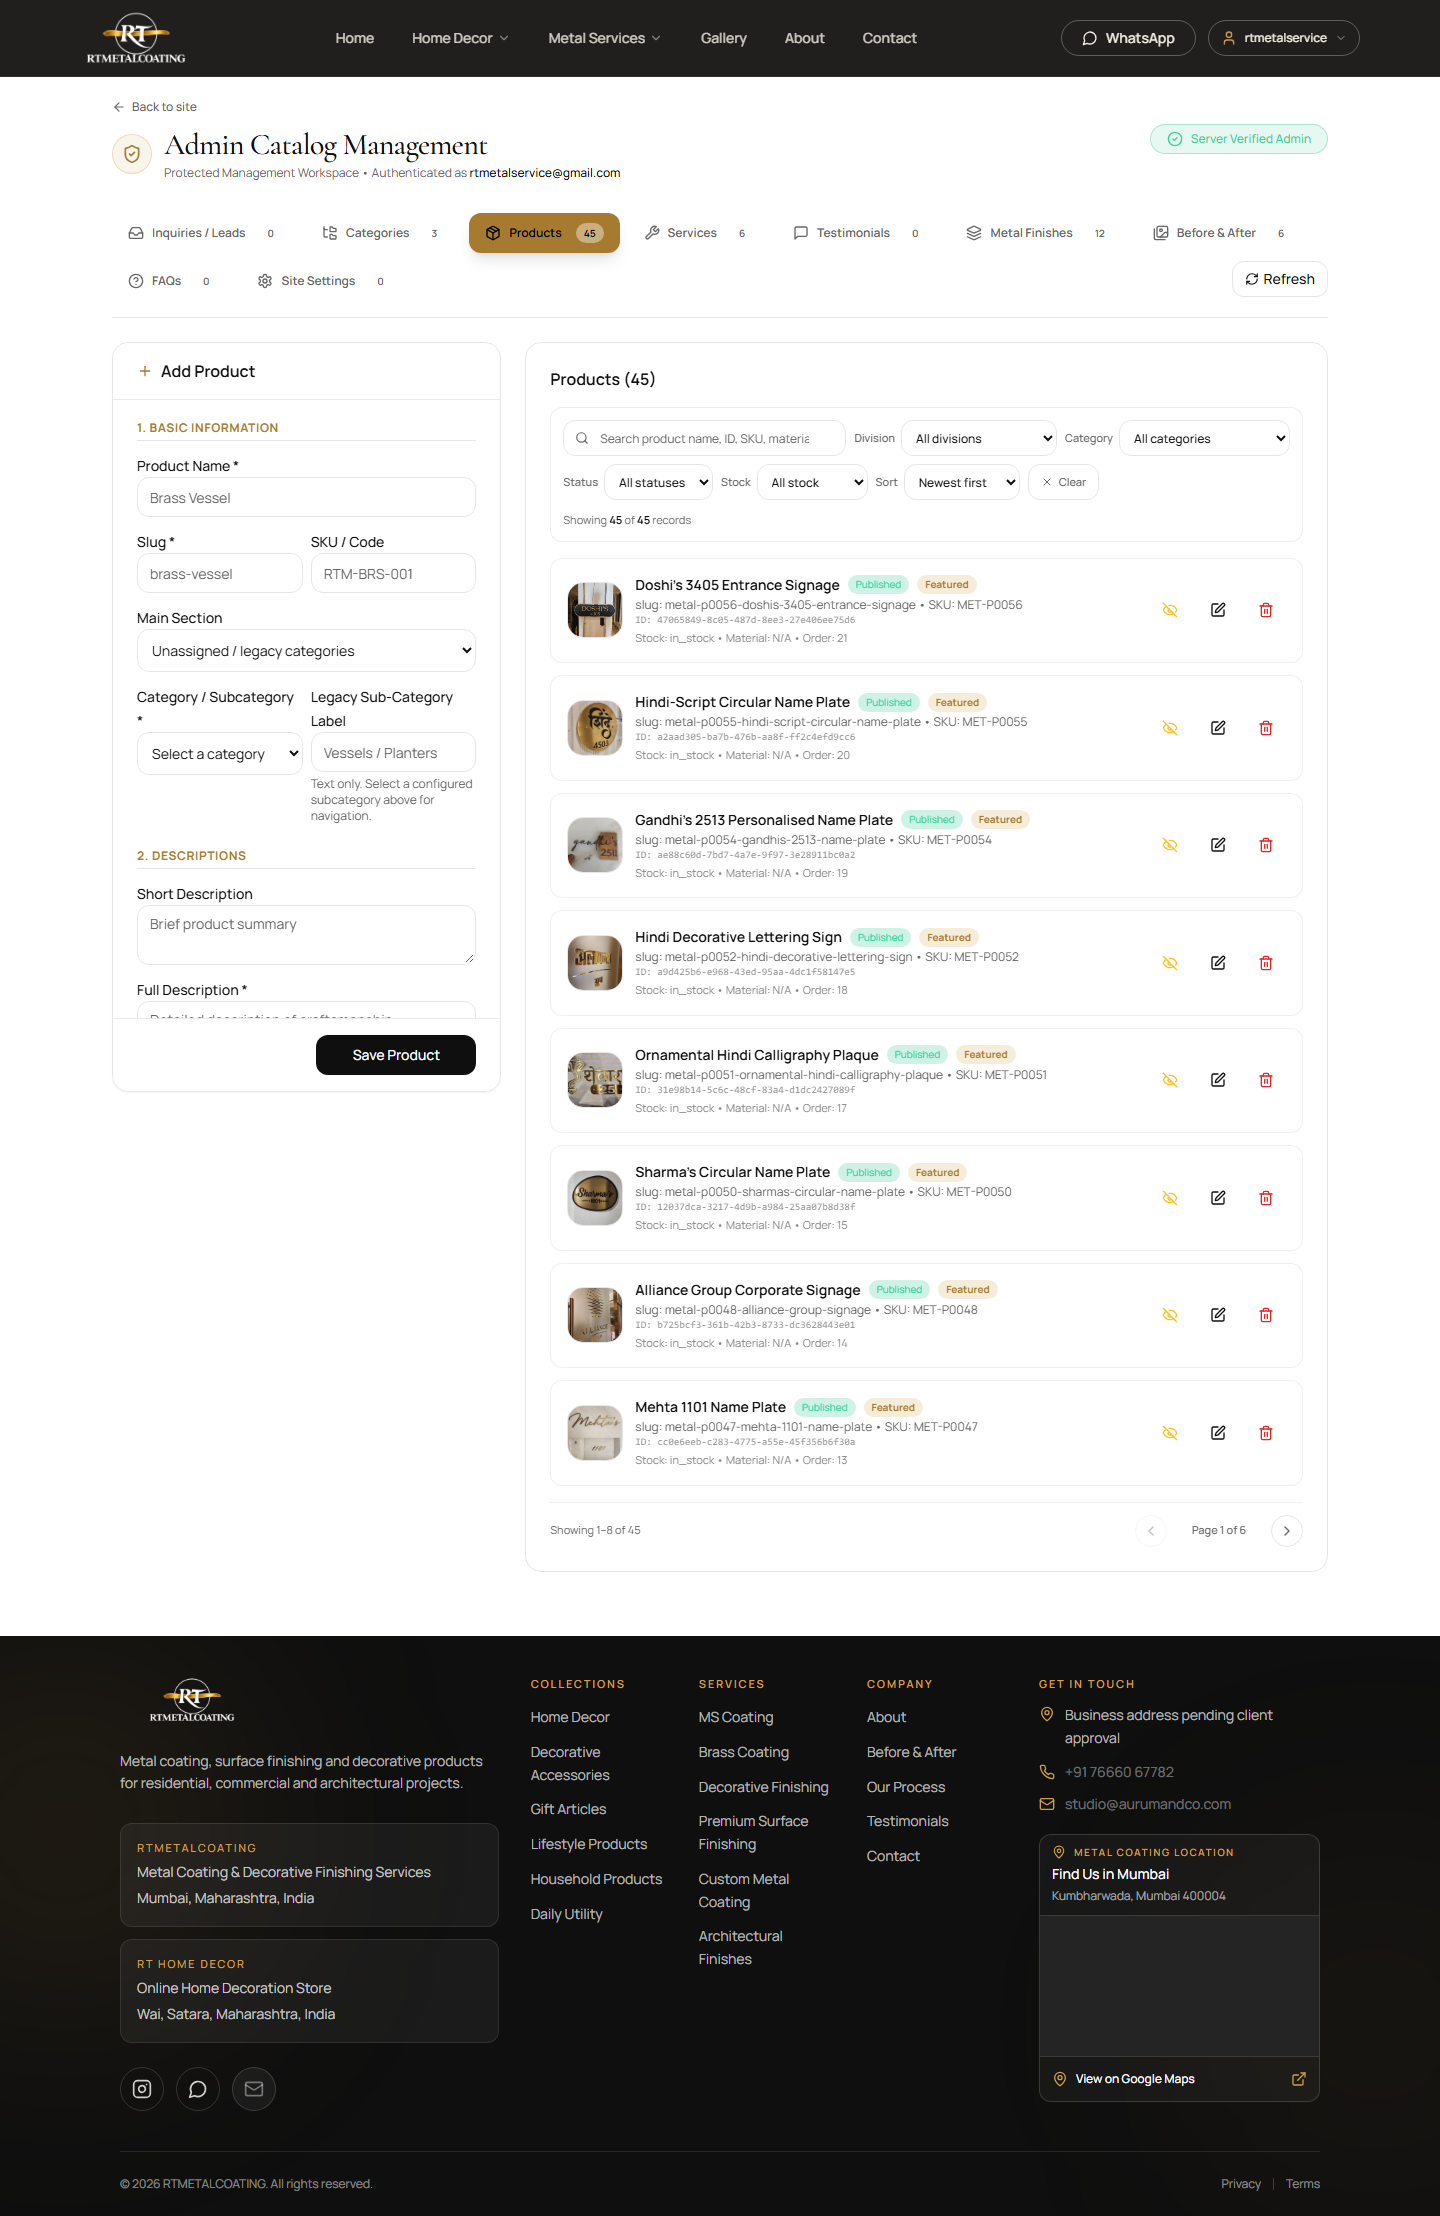 RT
RTMETALCOATING
Home
Home Decor
Metal Services
Gallery
About
Contact
WhatsApp
rtmetalservice
Back to site
Admin Catalog Management
Protected Management Workspace • Authenticated as rtmetalservice@gmail.com
Server Verified Admin
Inquiries / Leads 0
Categories 3
Products 45
Services 6
Testimonials 0
Metal Finishes 12
Before & After 6
FAQs 0
Site Settings 0
Refresh
Add Product
1. BASIC INFORMATION
Product Name *
Brass Vessel
Slug *
SKU / Code
brass-vessel
RTM-BRS-001
Main Section
Unassigned / legacy categories
Category / Subcategory
*
Legacy Sub-Category
Label
Select a category
Vessels / Planters
Text only. Select a configured
subcategory above for
navigation.
2. DESCRIPTIONS
Short Description
Brief product summary
Full Description *
Detailed description of craftsmanship
Save Product
Products (45)
Search product name, ID, SKU, materia
Division
All divisions
Category
All categories
Status
All statuses
Stock
All stock
Sort
Newest first
Clear
Showing 45 of 45 records
Doshi's 3405 Entrance Signage Published Featured
slug: metal-p0056-doshis-3405-entrance-signage • SKU: MET-P0056
ID: 47065849-8c05-487d-8ee3-27e406ee75d6
Stock: in_stock • Material: N/A • Order: 21
Hindi-Script Circular Name Plate Published Featured
slug: metal-p0055-hindi-script-circular-name-plate • SKU: MET-P0055
ID: a2aad305-ba7b-476b-aa8f-ff2c4efd9cc6
Stock: in_stock • Material: N/A • Order: 20
Gandhi's 2513 Personalised Name Plate Published Featured
slug: metal-p0054-gandhis-2513-name-plate • SKU: MET-P0054
ID: ae88c60d-7bd7-4a7e-9f97-3e28911bc0a2
Stock: in_stock • Material: N/A • Order: 19
Hindi Decorative Lettering Sign Published Featured
slug: metal-p0052-hindi-decorative-lettering-sign • SKU: MET-P0052
ID: a9d425b6-e968-43ed-95aa-4dc1f58147e5
Stock: in_stock • Material: N/A • Order: 18
Ornamental Hindi Calligraphy Plaque Published Featured
slug: metal-p0051-ornamental-hindi-calligraphy-plaque • SKU: MET-P0051
ID: 31e98b14-5c6c-48cf-83a4-d1dc2427089f
Stock: in_stock • Material: N/A • Order: 17
Sharma's Circular Name Plate Published Featured
slug: metal-p0050-sharmas-circular-name-plate • SKU: MET-P0050
ID: 12037dca-3217-4d9b-a984-25aa07b8d38f
Stock: in_stock • Material: N/A • Order: 15
Alliance Group Corporate Signage Published Featured
slug: metal-p0048-alliance-group-signage • SKU: MET-P0048
ID: b725bcf3-361b-42b3-8733-dc3628443e01
Stock: in_stock • Material: N/A • Order: 14
Mehta 1101 Name Plate Published Featured
slug: metal-p0047-mehta-1101-name-plate • SKU: MET-P0047
ID: cc0e6eeb-c283-4775-a55e-45f356b6f30a
Stock: in_stock • Material: N/A • Order: 13
Showing 1–8 of 45
Page 1 of 6
RT
RTMETALCOATING
Metal coating, surface finishing and decorative products
for residential, commercial and architectural projects.
RTMETALCOATING
Metal Coating & Decorative Finishing Services
Mumbai, Maharashtra, India
RT HOME DECOR
Online Home Decoration Store
Wai, Satara, Maharashtra, India
COLLECTIONS
Home Decor
Decorative
Accessories
Gift Articles
Lifestyle Products
Household Products
Daily Utility
SERVICES
MS Coating
Brass Coating
Decorative Finishing
Premium Surface
Finishing
Custom Metal
Coating
Architectural
Finishes
COMPANY
About
Before & After
Our Process
Testimonials
Contact
GET IN TOUCH
Business address pending client
approval
+91 76660 67782
studio@aurumandco.com
METAL COATING LOCATION
Find Us in Mumbai
Kumbharwada, Mumbai 400004
View on Google Maps
© 2026 RTMETALCOATING. All rights reserved.
Privacy
Terms